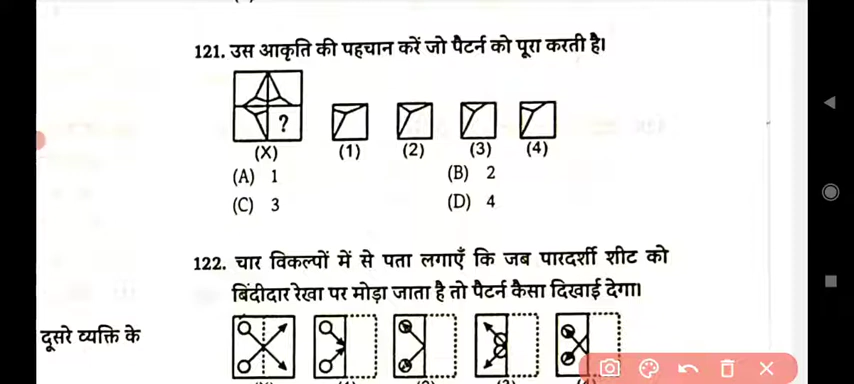 121. उस आकृति की पहचान करें जो पैटर्न को पूरा करती है।
?
(X) (1) (2) (3) (4)
(A) 1 (B) 2
(C) 3 (D) 4
122. चार विकल्पों में से पता लगाएँ कि जब पारदर्शी शीट को
बिंदीदार रेखा पर मोड़ा जाता है तो पैटर्न कैसा दिखाई देगा।
दूसरे व्यक्ति के